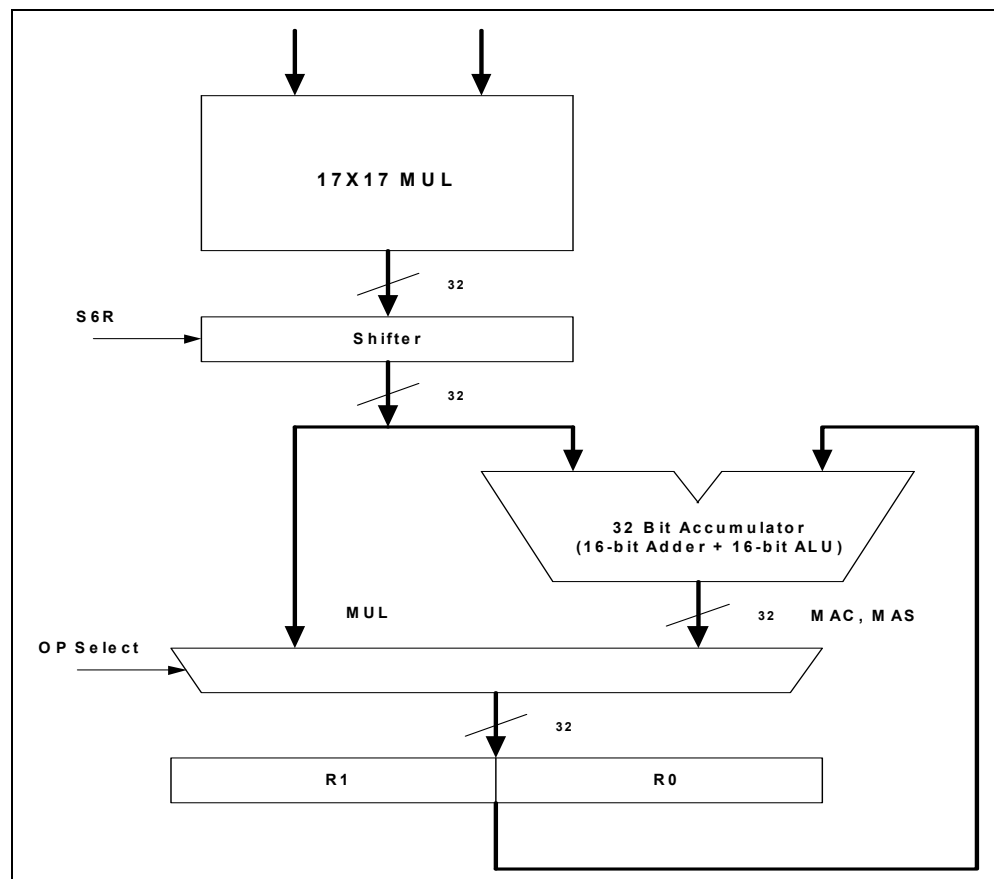 17X17 MUL
32
S6R
Shifter
32
32 Bit Accumulator
(16-bit Adder + 16-bit ALU)
MUL
32
MAC, MAS
OP Select
32
R1
R0